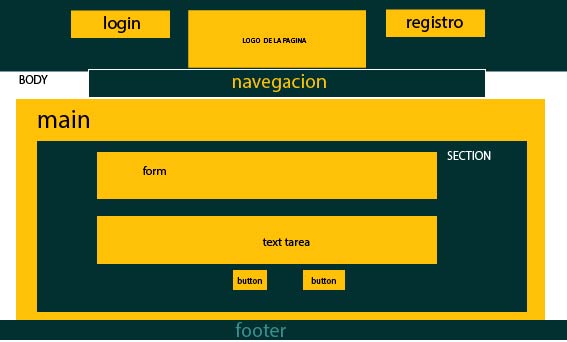 login
LOGO DE LA PAGINA
registro
BODY
navegacion
main
SECTION
form
text tarea
button
button
footer